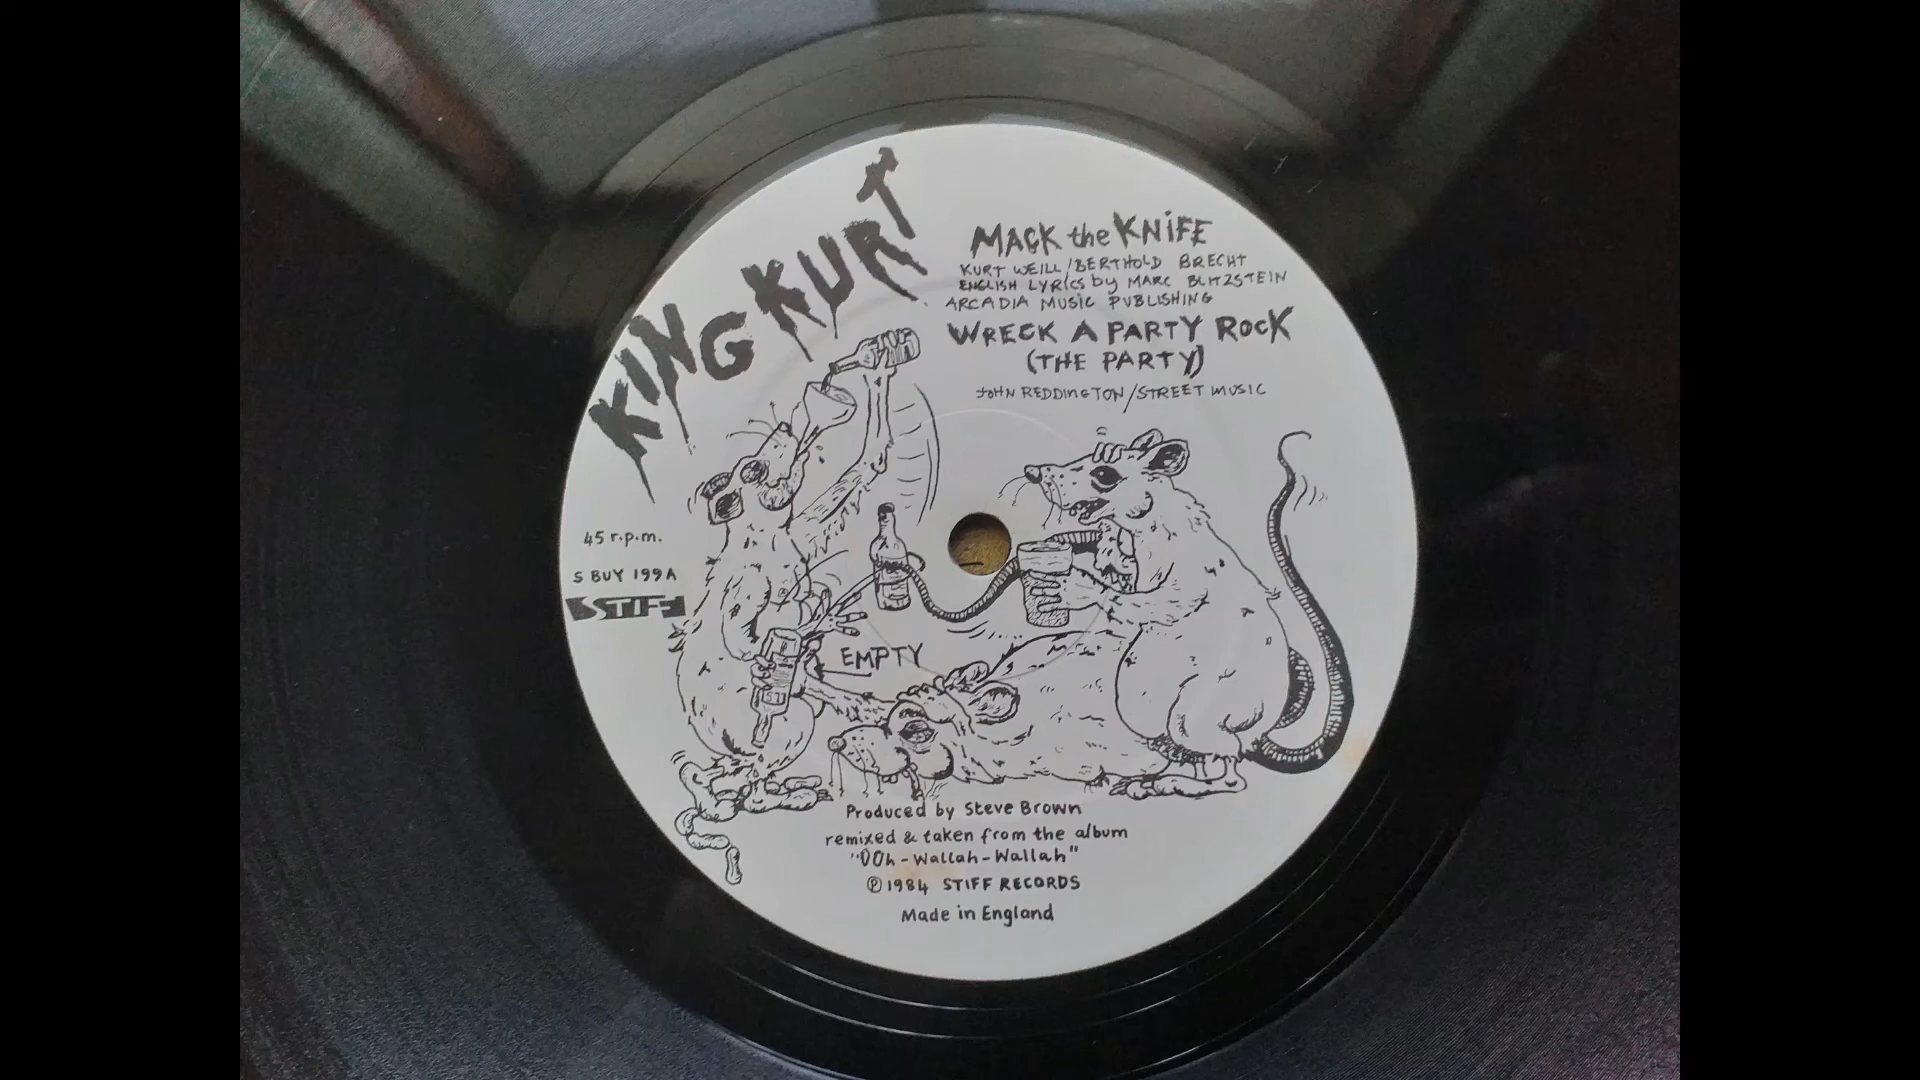 KING KURT
MACK the KNiFE
KURT WEILL/BERTHOLD BRECHT
ENGLISH LYRICS by MARC BLITZSTEIN
ARCADIA MUSIC PUBLISHING
WRECK A PARTY ROCK
(THE PARTY)
JOHN REDDINGTON/STREET MUSIC
45 r.p.m.
S BUY 199A
STIFF
EMPTY
Produced by Steve Brown
remixed & taken from the album
"OOh-Wallah-Wallah"
℗ 1984 STIFF RECORDS
Made in England